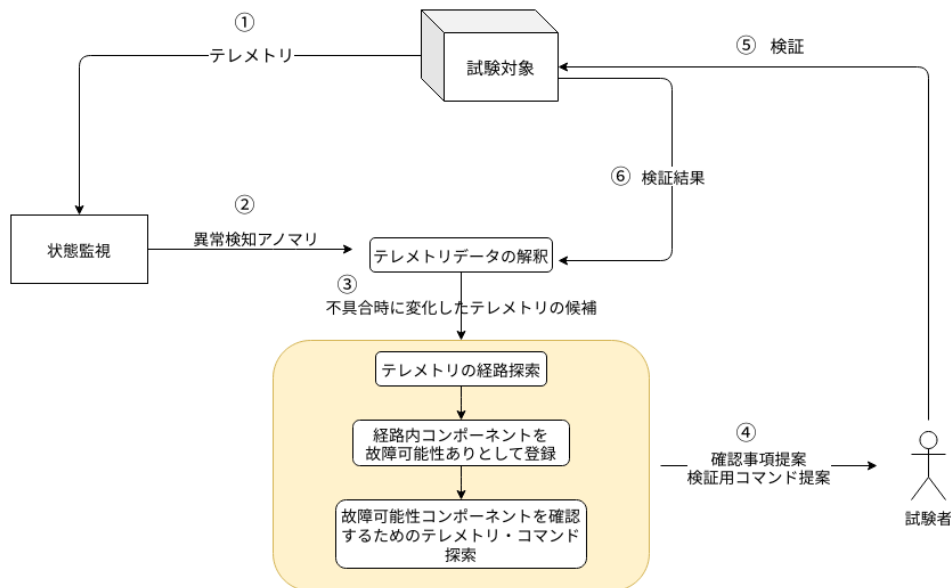 ①
テレメトリ
試験対象
⑤ 検証
⑥ 検証結果
②
異常検知アノマリ
状態監視
テレメトリデータの解釈
③
不具合時に変化したテレメトリの候補
テレメトリの経路探索
経路内コンポーネントを
故障可能性ありとして登録
故障可能性コンポーネントを確認
するためのテレメトリ・コマンド
探索
④
確認事項提案
検証用コマンド提案
試験者